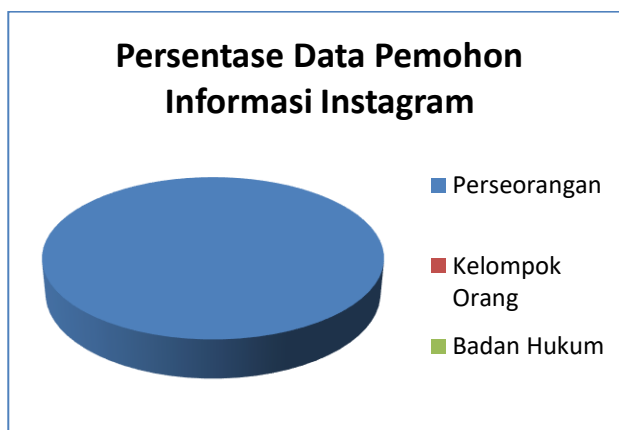 Persentase Data Pemohon
Informasi Instagram
Perseorangan
Kelompok
Orang
Badan Hukum